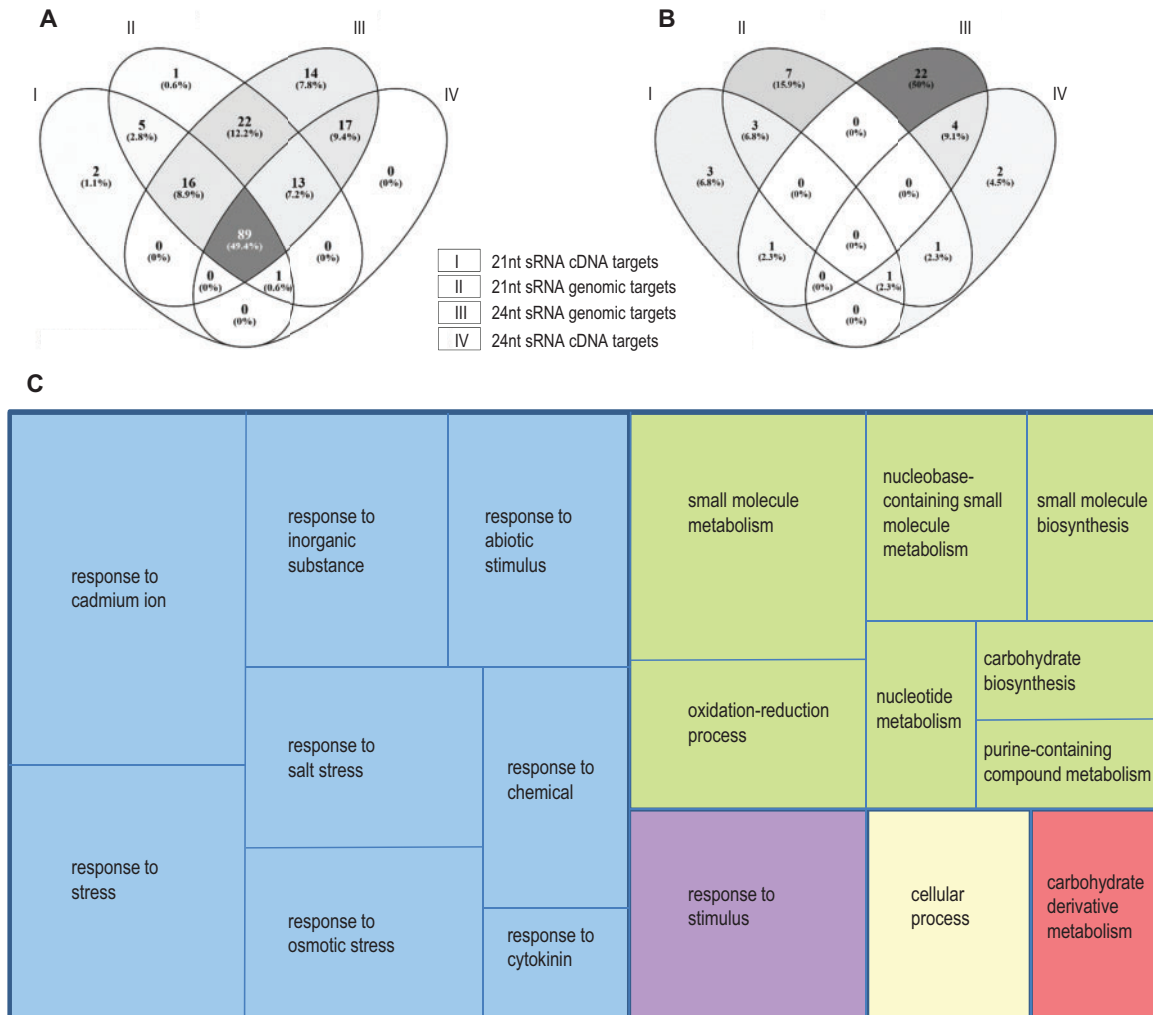 A
II
III
I
IV
1
(0.6%)
14
(7.8%)
5
(2.8%)
22
(12.2%)
17
(9.4%)
2
(1.1%)
16
(8.9%)
13
(7.2%)
0
(0%)
89
(49.4%)
0
(0%)
0
(0%)
0
(0%)
1
(0.6%)
0
(0%)
B
II
III
I
IV
7
(15.9%)
22
(50%)
3
(6.8%)
0
(0%)
4
(9.1%)
3
(6.8%)
0
(0%)
0
(0%)
2
(4.5%)
0
(0%)
1
(2.3%)
1
(2.3%)
0
(0%)
1
(2.3%)
0
(0%)
I 21nt sRNA cDNA targets
II 21nt sRNA genomic targets
III 24nt sRNA genomic targets
IV 24nt sRNA cDNA targets
C
response to
cadmium ion
response to
inorganic
substance
response to
abiotic
stimulus
response to
stress
response to
salt stress
response to
chemical
response to
osmotic stress
response to
cytokinin
small molecule
metabolism
nucleobase-
containing small
molecule
metabolism
small molecule
biosynthesis
oxidation-reduction
process
nucleotide
metabolism
carbohydrate
biosynthesis
purine-containing
compound metabolism
response to
stimulus
cellular
process
carbohydrate
derivative
metabolism